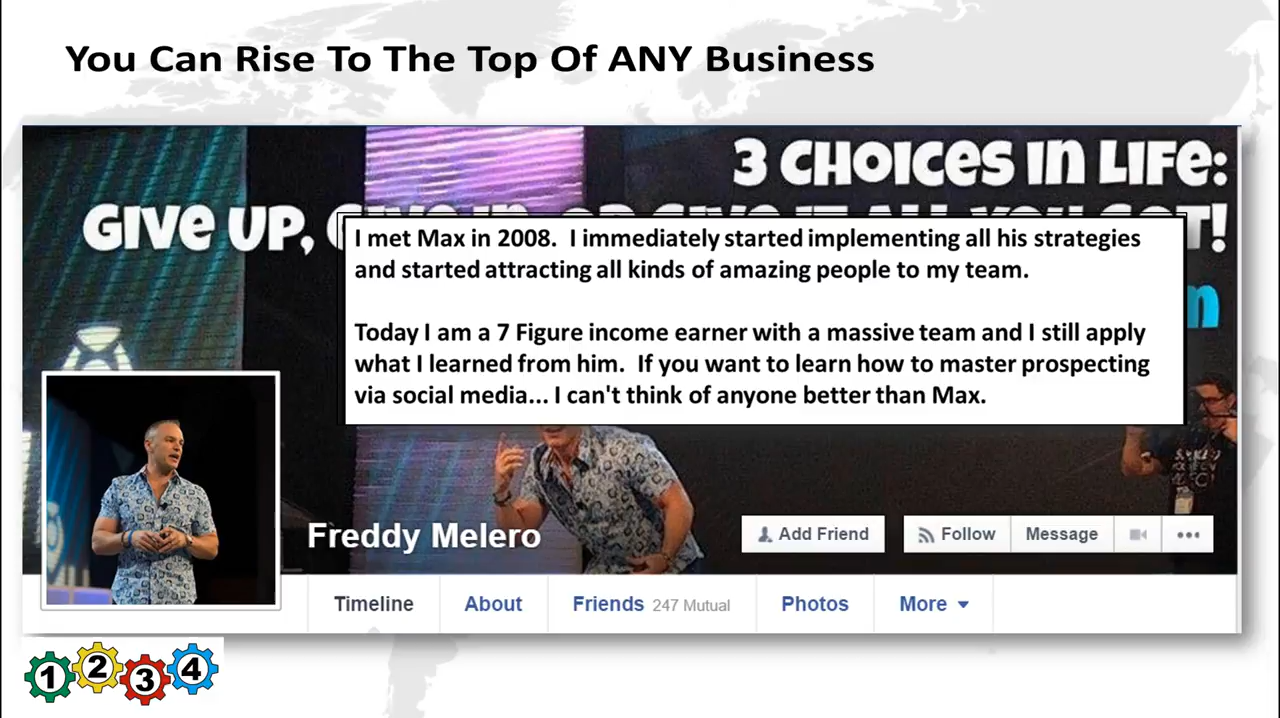 You Can Rise To The Top Of ANY Business
3 CHOICES IN LIFE:
GIVE UP,
I met Max in 2008. I immediately started implementing all his strategies
and started attracting all kinds of amazing people to my team.
Today I am a 7 Figure income earner with a massive team and I still apply
what I learned from him. If you want to learn how to master prospecting
via social media... I can't think of anyone better than Max.
Freddy Melero
Add Friend
Follow
Message
Timeline
About
Friends 247 Mutual
Photos
More
1 2 3 4